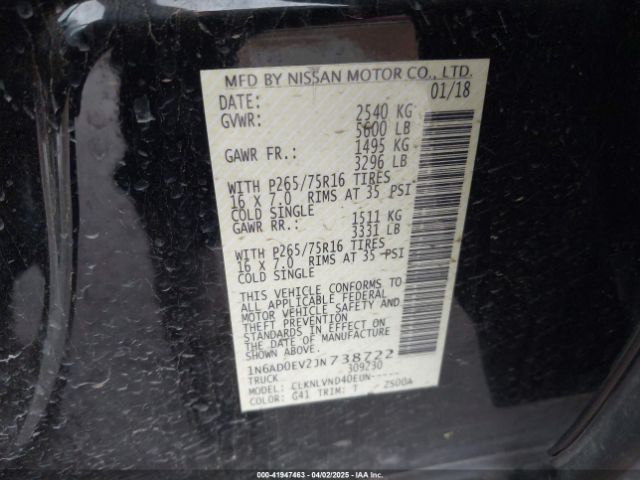 MFD BY NISSAN MOTOR CO., LTD.
DATE: 01/18
GVWR: 2540 KG
5600 LB
GAWR FR.: 1495 KG
3296 LB
WITH P265/75R16 TIRES
16 X 7.0 RIMS AT 35 PSI
COLD SINGLE
GAWR RR.: 1511 KG
3331 LB
WITH P265/75R16 TIRES
16 X 7.0 RIMS AT 35 PSI
COLD SINGLE
THIS VEHICLE CONFORMS TO
ALL APPLICABLE FEDERAL
MOTOR VEHICLE SAFETY AND
THEFT PREVENTION
STANDARDS IN EFFECT ON
THE DATE OF MANUFACTURE
SHOWN ABOVE
1N6AD0EV2JN738722
TRUCK 309230
MODEL: CLKNLVND40EUN-----
COLOR: G41 TRIM: T 2500A
© 0-41947463 - 04/02/2025 - IAA Inc.